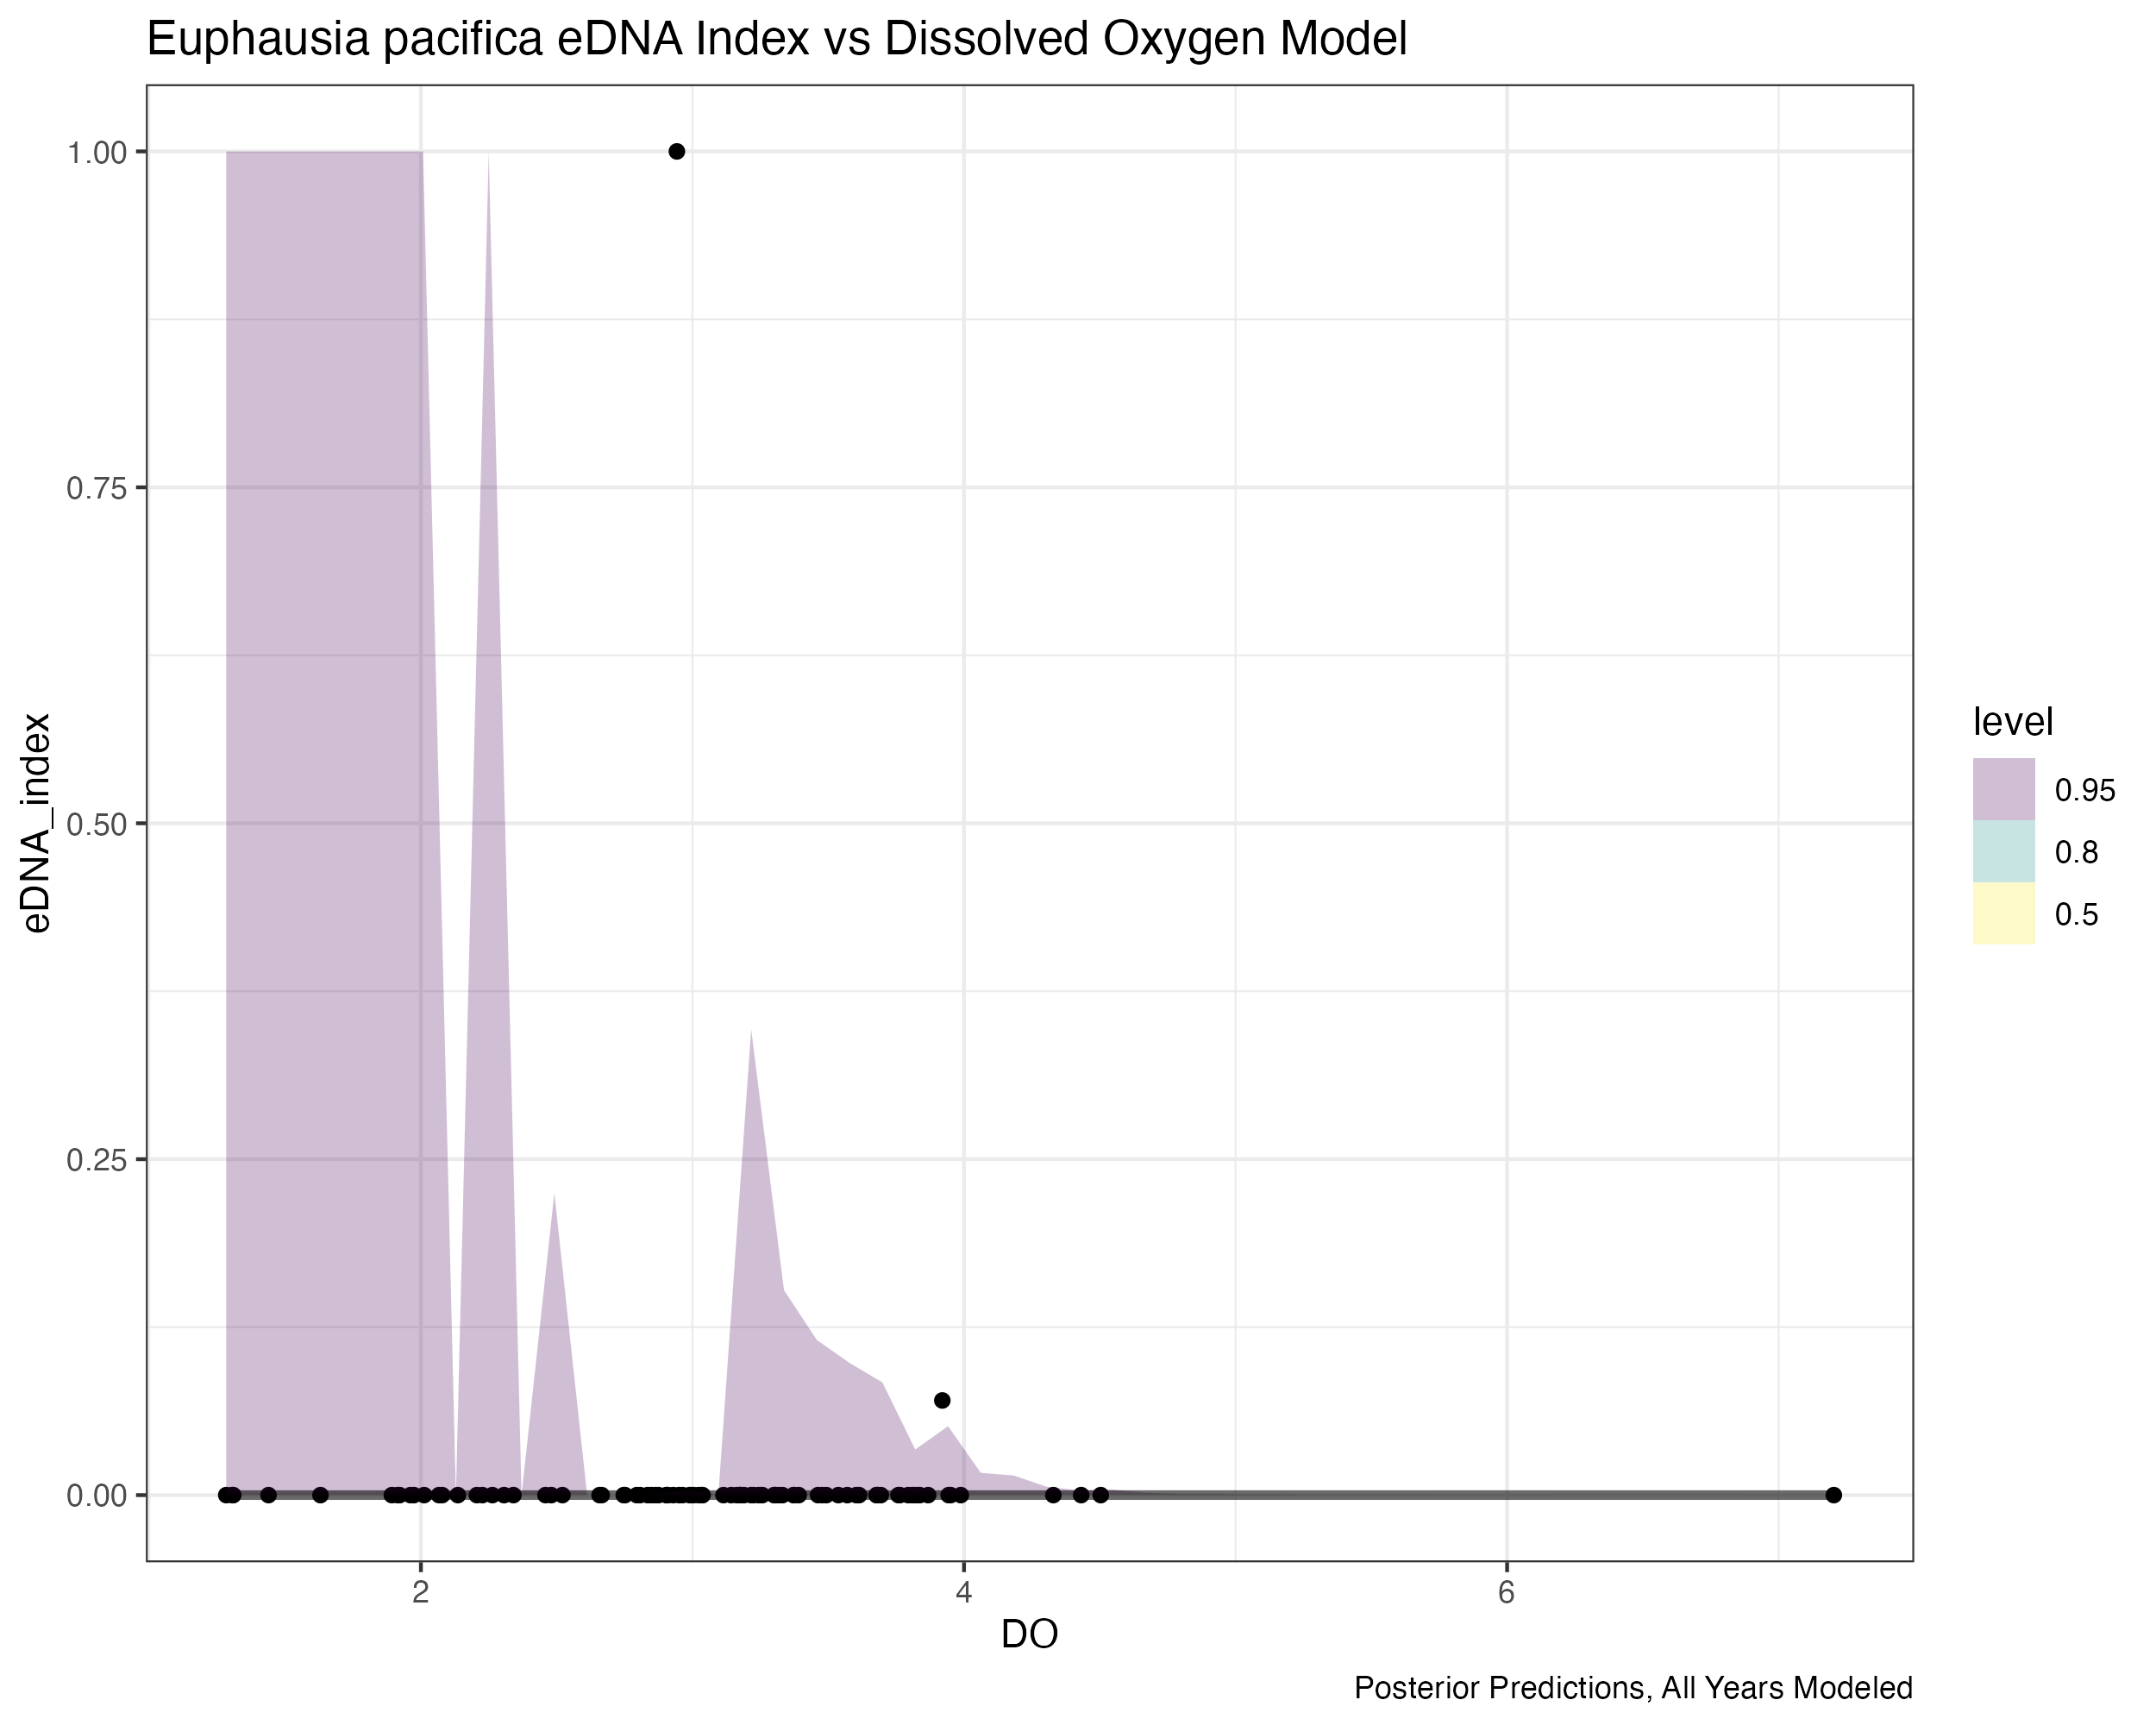 Euphausia pacifica eDNA Index vs Dissolved Oxygen Model
1.00
0.75
0.50
0.25
0.00
eDNA_index
2 4 6
DO
level
0.95
0.8
0.5
Posterior Predictions, All Years Modeled